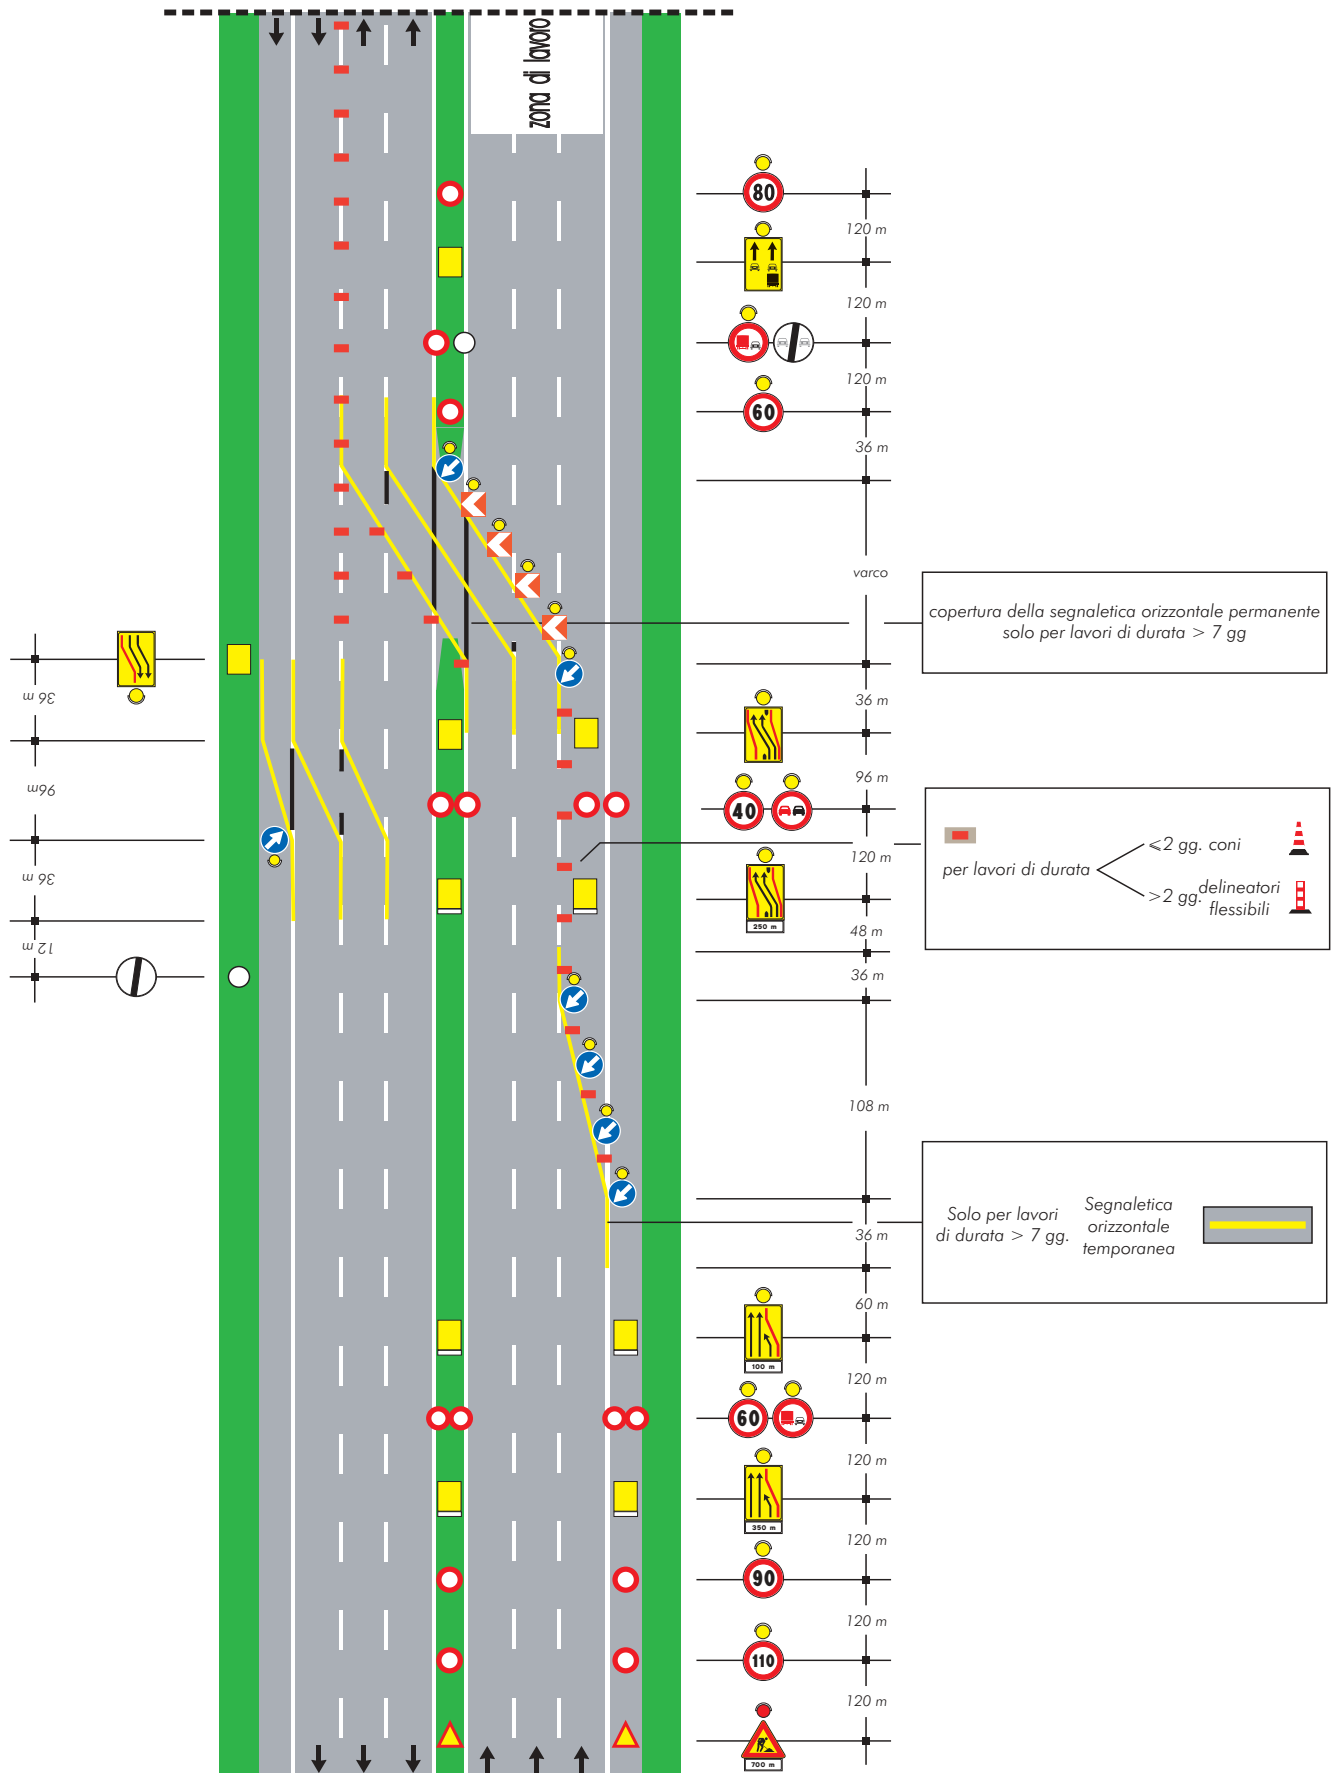 zona di lavoro
80
120 m
120 m
120 m
60
36 m
varco
copertura della segnaletica orizzontale permanente
solo per lavori di durata > 7 gg
36 m
36 m
96 m
96m
40
120 m
36 m
per lavori di durata
⩽2 gg. coni
>2 gg. delineatori
flessibili
250 m
48 m
12 m
36 m
108 m
Solo per lavori
di durata > 7 gg.
Segnaletica
orizzontale
temporanea
36 m
60 m
100 m
120 m
60
120 m
350 m
120 m
90
120 m
110
120 m
700 m